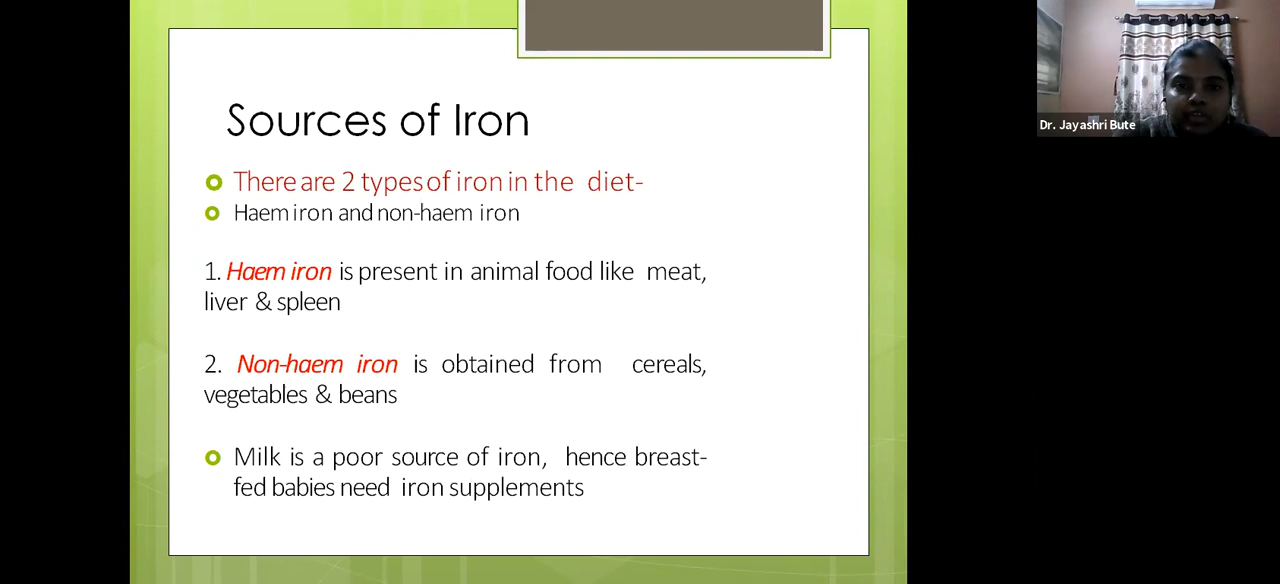 Sources of Iron
There are 2 types of iron in the diet-
Haem iron and non-haem iron
1. Haem iron is present in animal food like meat,
liver & spleen
2. Non-haem iron is obtained from cereals,
vegetables & beans
Milk is a poor source of iron, hence breast-
fed babies need iron supplements
Dr. Jayashri Bute